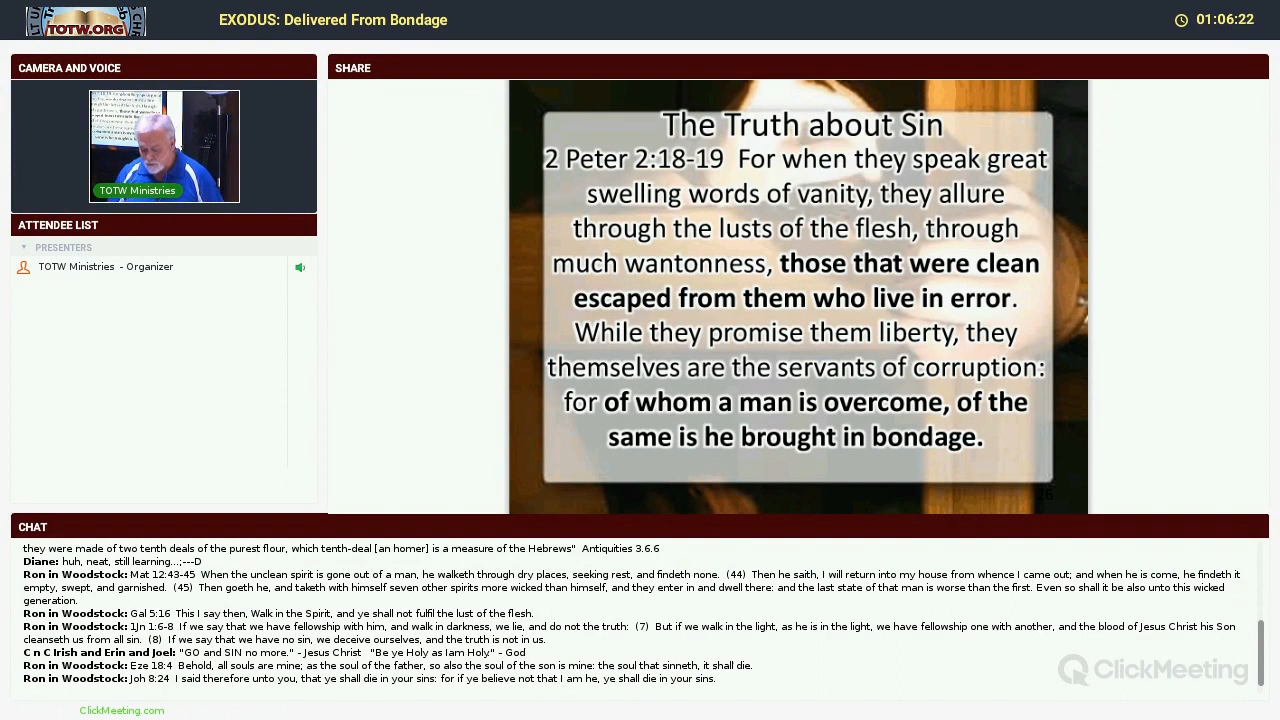 TOTW.ORG
EXODUS: Delivered From Bondage
01:06:22
CAMERA AND VOICE
SHARE
TOTW Ministries
ATTENDEE LIST
PRESENTERS
TOTW Ministries - Organizer
The Truth about Sin
2 Peter 2:18-19 For when they speak great
swelling words of vanity, they allure
through the lusts of the flesh, through
much wantonness, those that were clean
escaped from them who live in error.
While they promise them liberty, they
themselves are the servants of corruption:
for of whom a man is overcome, of the
same is he brought in bondage.
26
CHAT
they were made of two tenth deals of the purest flour, which tenth-deal [an homer] is a measure of the Hebrews" Antiquities 3.6.6
Diane: huh, neat, still learning...;---D
Ron in Woodstock: Mat 12:43-45 When the unclean spirit is gone out of a man, he walketh through dry places, seeking rest, and findeth none. (44) Then he saith, I will return into my house from whence I came out; and when he is come, he findeth it
empty, swept, and garnished. (45) Then goeth he, and taketh with himself seven other spirits more wicked than himself, and they enter in and dwell there: and the last state of that man is worse than the first. Even so shall it be also unto this wicked
generation.
Ron in Woodstock: Gal 5:16 This I say then, Walk in the Spirit, and ye shall not fulfil the lust of the flesh.
Ron in Woodstock: 1Jn 1:6-8 If we say that we have fellowship with him, and walk in darkness, we lie, and do not the truth: (7) But if we walk in the light, as he is in the light, we have fellowship one with another, and the blood of Jesus Christ his Son
cleanseth us from all sin. (8) If we say that we have no sin, we deceive ourselves, and the truth is not in us.
C n C Irish and Erin and Joel: "GO and SIN no more." - Jesus Christ "Be ye Holy as Iam Holy." - God
Ron in Woodstock: Eze 18:4 Behold, all souls are mine; as the soul of the father, so also the soul of the son is mine: the soul that sinneth, it shall die.
Ron in Woodstock: Joh 8:24 I said therefore unto you, that ye shall die in your sins: for if ye believe not that I am he, ye shall die in your sins.
ClickMeeting
ClickMeeting.com